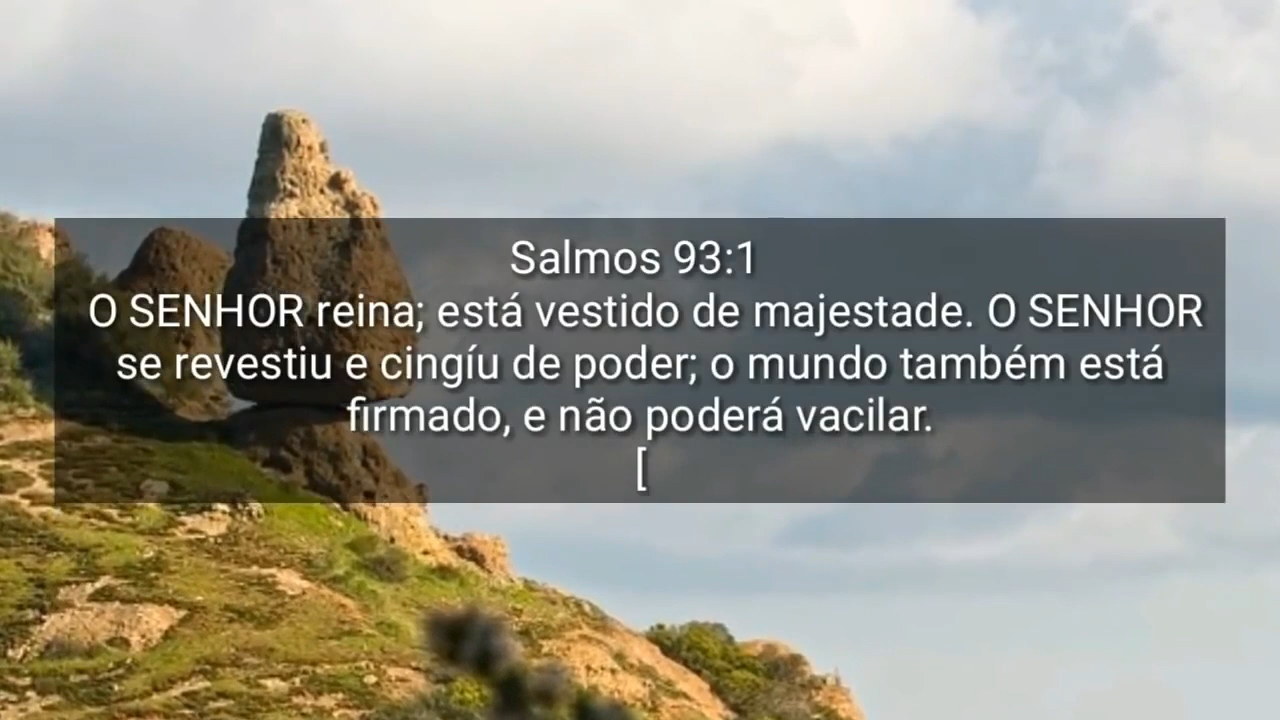 Salmos 93:1
O SENHOR reina; está vestido de majestade. O SENHOR
se revestiu e cingíu de poder; o mundo também está
firmado, e não poderá vacilar.
[